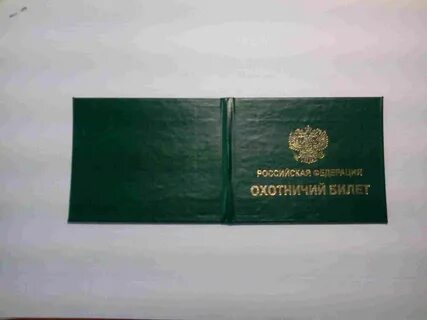 РОССИЙСКАЯ ФЕДЕРАЦИЯ
ОХОТНИЧИЙ БИЛЕТ